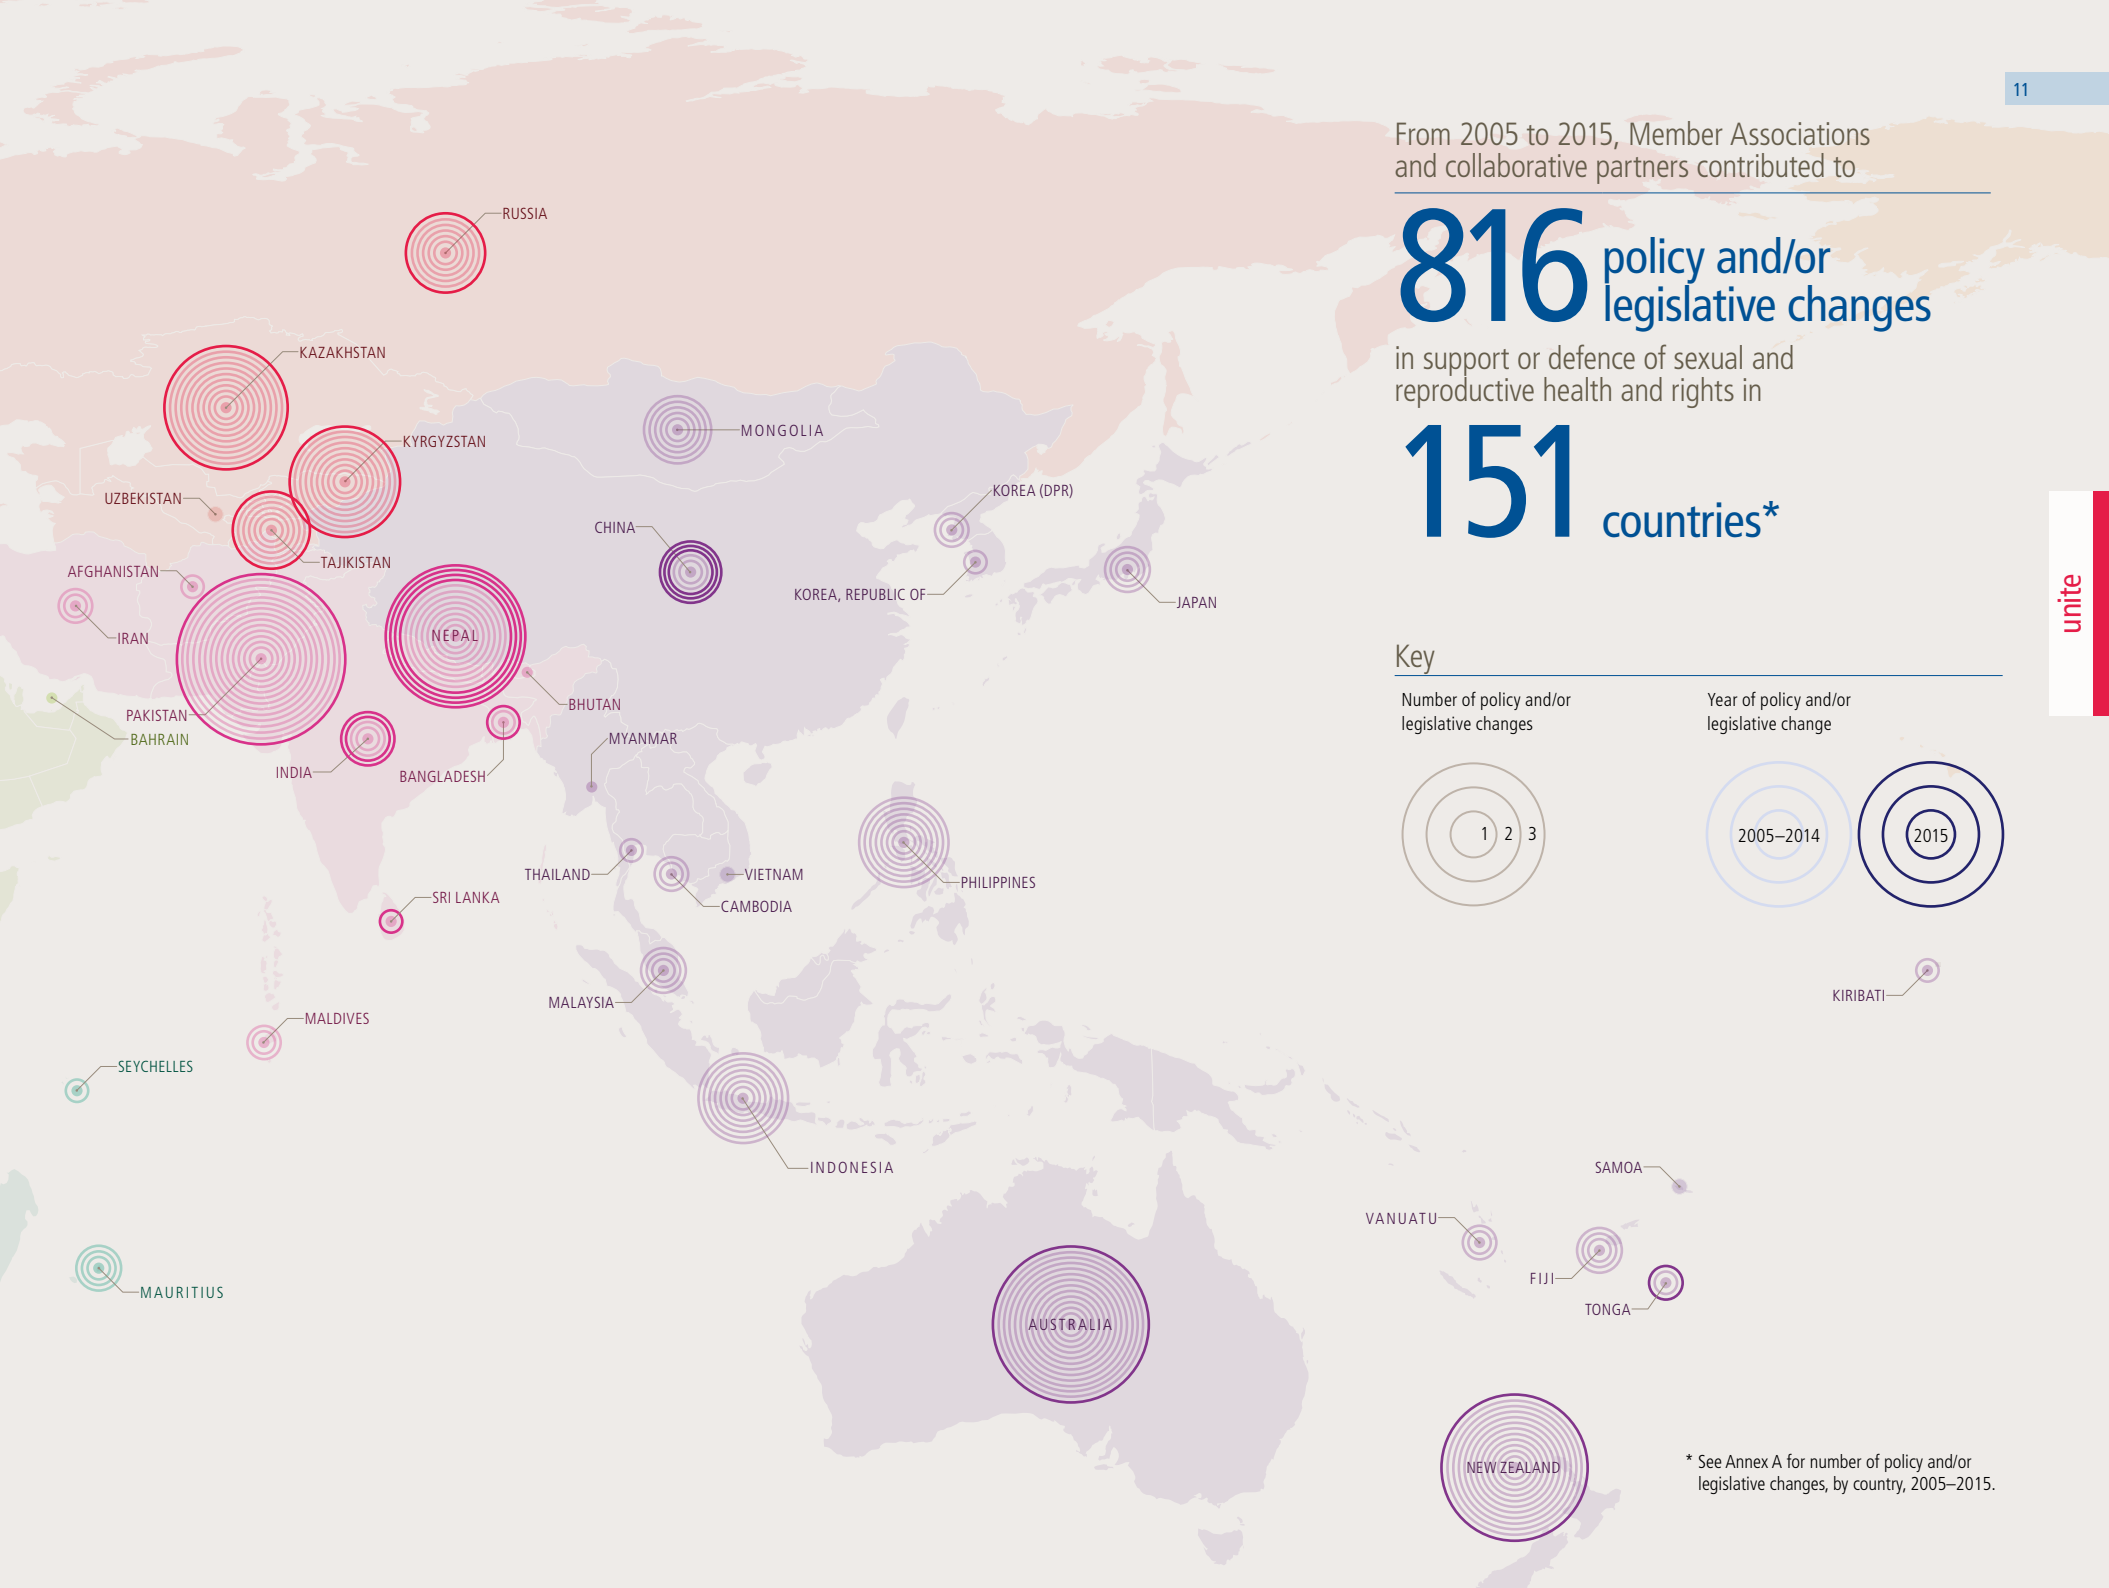 11
From 2005 to 2015, Member Associations
and collaborative partners contributed to
816 policy and/or
legislative changes
in support or defence of sexual and
reproductive health and rights in
151 countries*
unite
Key
Number of policy and/or
legislative changes
1 2 3
Year of policy and/or
legislative change
2005–2014
2015
RUSSIA
KAZAKHSTAN
MONGOLIA
KYRGYZSTAN
KOREA (DPR)
UZBEKISTAN
CHINA
TAJIKISTAN
AFGHANISTAN
KOREA, REPUBLIC OF
JAPAN
IRAN
NEPAL
BHUTAN
PAKISTAN
BAHRAIN
MYANMAR
INDIA
BANGLADESH
THAILAND
VIETNAM
PHILIPPINES
SRI LANKA
CAMBODIA
KIRIBATI
MALAYSIA
MALDIVES
SEYCHELLES
INDONESIA
SAMOA
VANUATU
FIJI
MAURITIUS
TONGA
AUSTRALIA
NEW ZEALAND
* See Annex A for number of policy and/or
legislative changes, by country, 2005–2015.